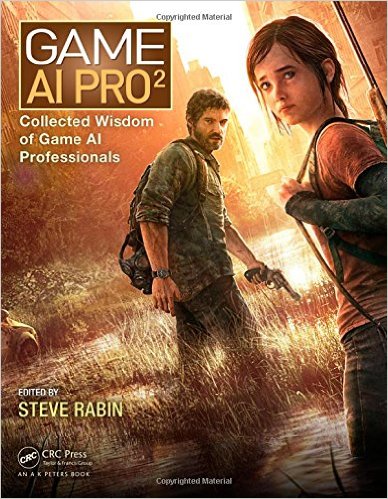 Copyrighted Material
GAME
AI PRO²
Collected Wisdom
of Game AI
Professionals
EDITED BY
STEVE RABIN
CRC
CRC Press
Taylor & Francis Group
AN A K PETERS BOOK
Copyrighted Material